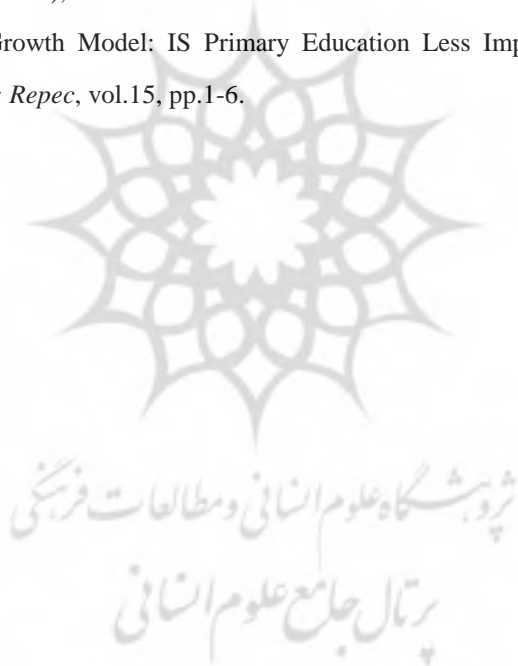 Growth Model: IS Primary Education Less Imp
Repec, vol.15, pp.1-6.
پژوهشگاه علوم انسانی و مطالعات فرهنگی
پرتال جامع علوم انسانی